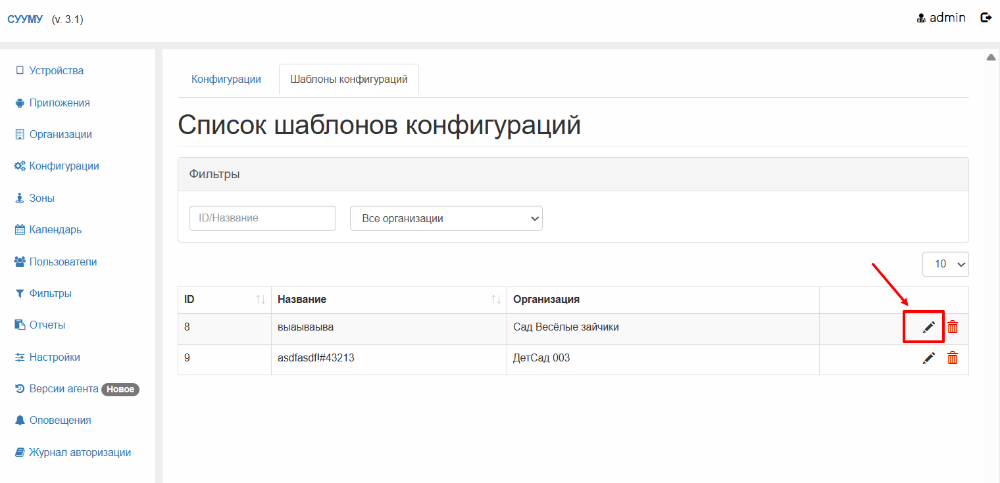 СУУМУ (v. 3.1)
admin
Устройства
Приложения
Организации
Конфигурации
Зоны
Календарь
Пользователи
Фильтры
Отчеты
Настройки
Версии агента Новое
Оповещения
Журнал авторизации
Конфигурации Шаблоны конфигураций
Список шаблонов конфигураций
Фильтры
ID/Название Все организации
10
ID Название Организация
8 выаываыва Сад Весёлые зайчики
9 asdfasdf!#43213 ДетСад 003